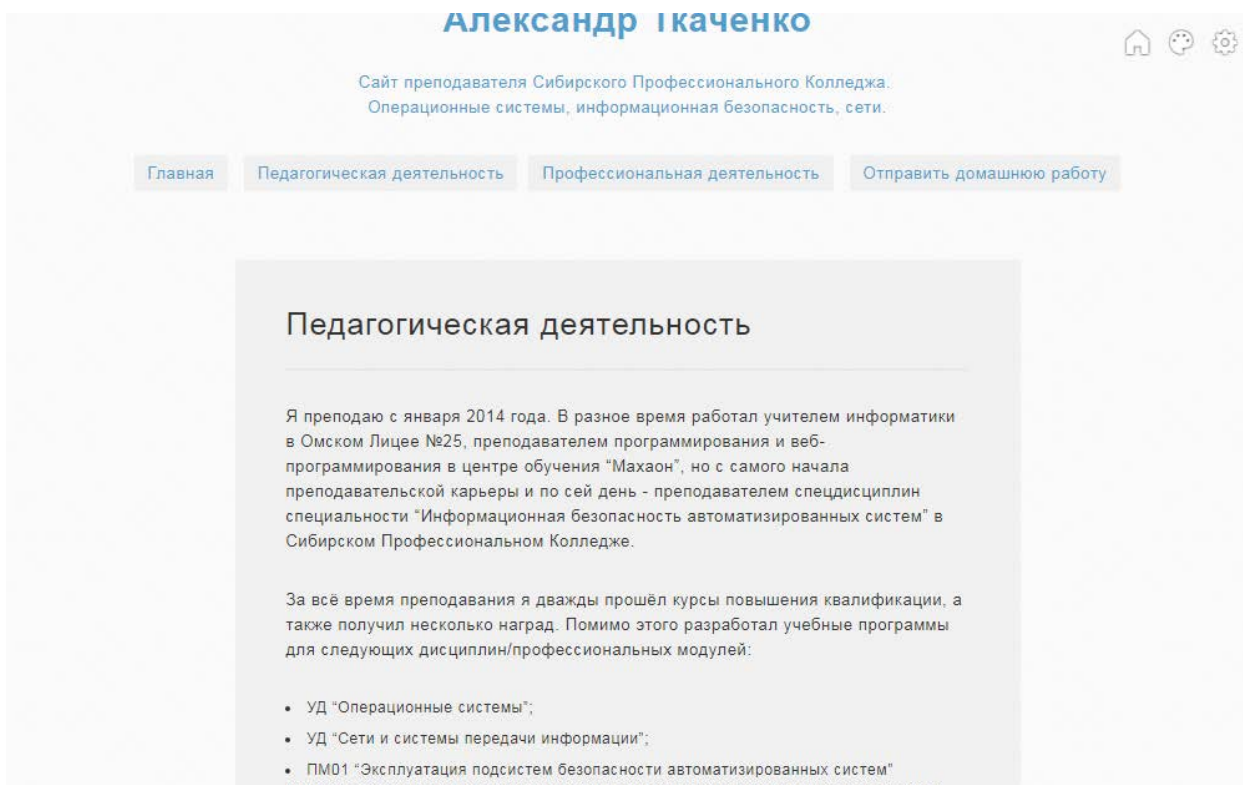 Александр Ткаченко
Сайт преподавателя Сибирского Профессионального Колледжа.
Операционные системы, информационная безопасность, сети.
Главная
Педагогическая деятельность
Профессиональная деятельность
Отправить домашнюю работу
Педагогическая деятельность
Я преподаю с января 2014 года. В разное время работал учителем информатики
в Омском Лицее №25, преподавателем программирования и веб-
программирования в центре обучения “Махаон”, но с самого начала
преподавательской карьеры и по сей день - преподавателем спецдисциплин
специальности “Информационная безопасность автоматизированных систем” в
Сибирском Профессиональном Колледже.
За всё время преподавания я дважды прошёл курсы повышения квалификации, а
также получил несколько наград. Помимо этого разработал учебные программы
для следующих дисциплин/профессиональных модулей:
• УД “Операционные системы”;
• УД “Сети и системы передачи информации”;
• ПМ01 “Эксплуатация подсистем безопасности автоматизированных систем”